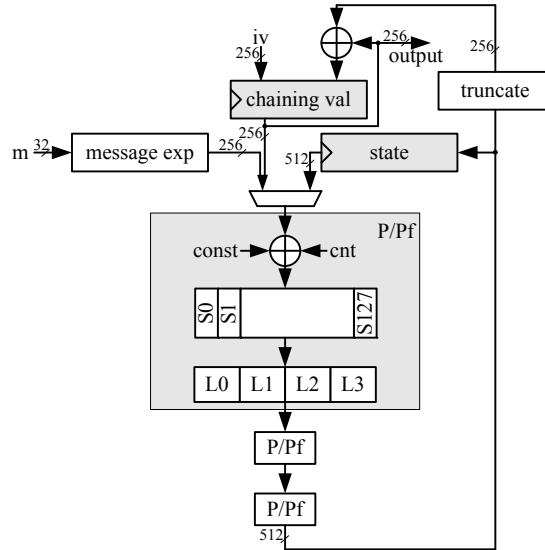 iv
256
256
output
256
chaining val
truncate
256
m
32
message exp
256
512
state
P/Pf
const
cnt
S0
S1
S127
L0
L1
L2
L3
P/Pf
P/Pf
512